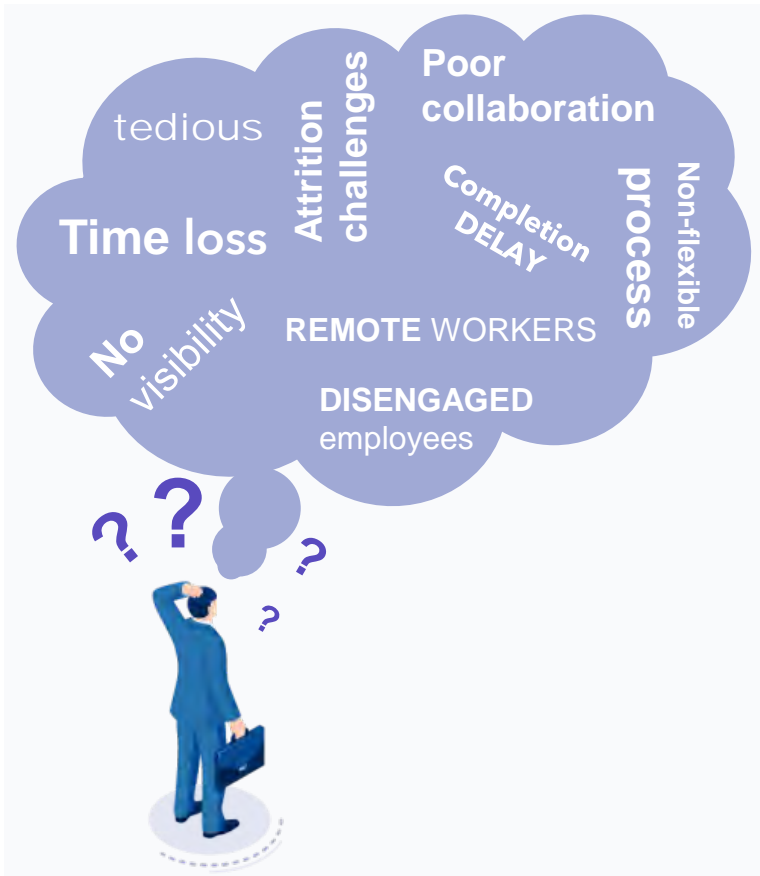 Poor
collaboration
tedious
Attrition
challenges
Completion
DELAY
Non-flexible
process
Time loss
No
visibility
REMOTE WORKERS
DISENGAGED
employees
?
?
?
?